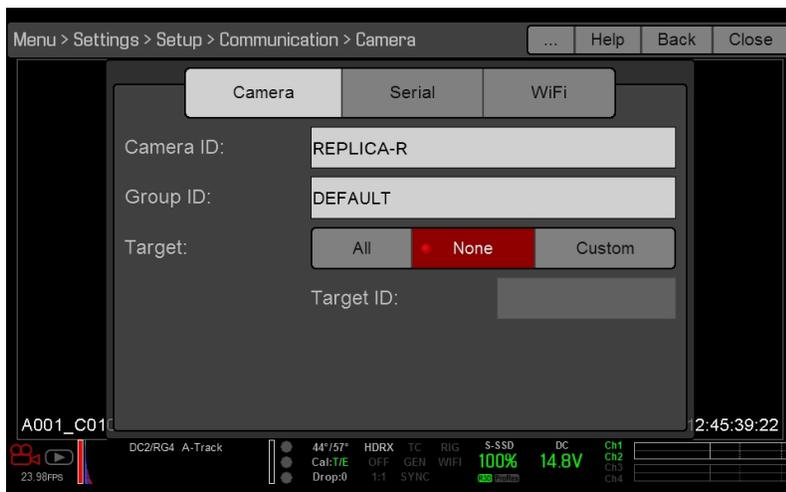 Menu > Settings > Setup > Communication > Camera ... Help Back Close
Camera Serial WiFi
Camera ID: REPLICA-R
Group ID: DEFAULT
Target: All None Custom
Target ID:
A001_C01 2:45:39:22
DC2/RG4 A-Track 44°/57° HDRX TC RIG S-SSD DC Ch1
Cal:T/E OFF GEN WIFI 100% 14.8V Ch2
Ch3
23.98FPS Drop:0 1:1 SYNC R3D ProRes Ch4